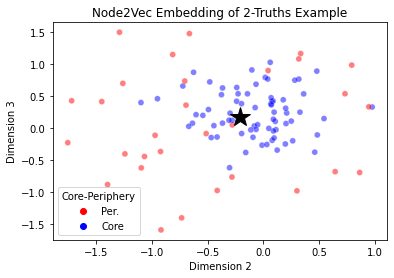 Node2Vec Embedding of 2-Truths Example
Dimension 3
1.5
1.0
0.5
0.0
−0.5
−1.0
−1.5
Core-Periphery
Per.
Core
−1.5 −1.0 −0.5 0.0 0.5 1.0
Dimension 2